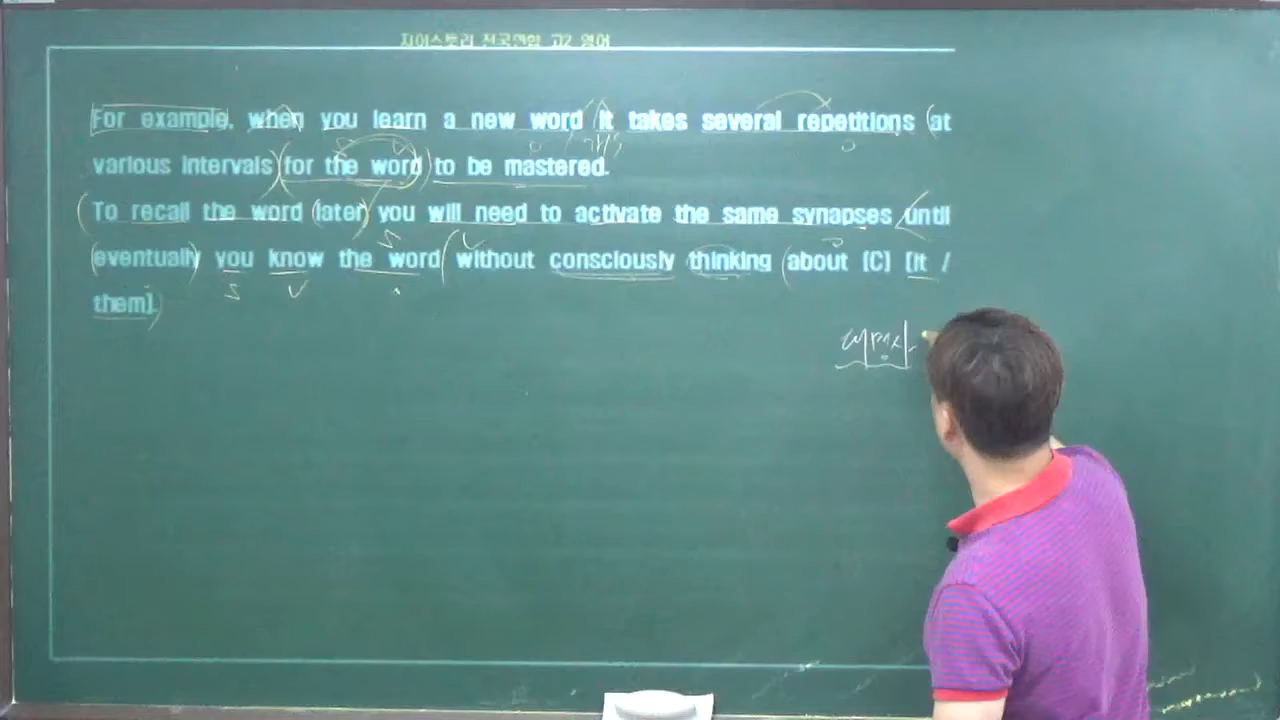 자이스토리 전국연합 고2 영어
For example, when you learn a new word it takes several repetitions at
various intervals for the word to be mastered.
To recall the word later you will need to activate the same synapses until
eventually you know the word without consciously thinking about [C] [it /
them].